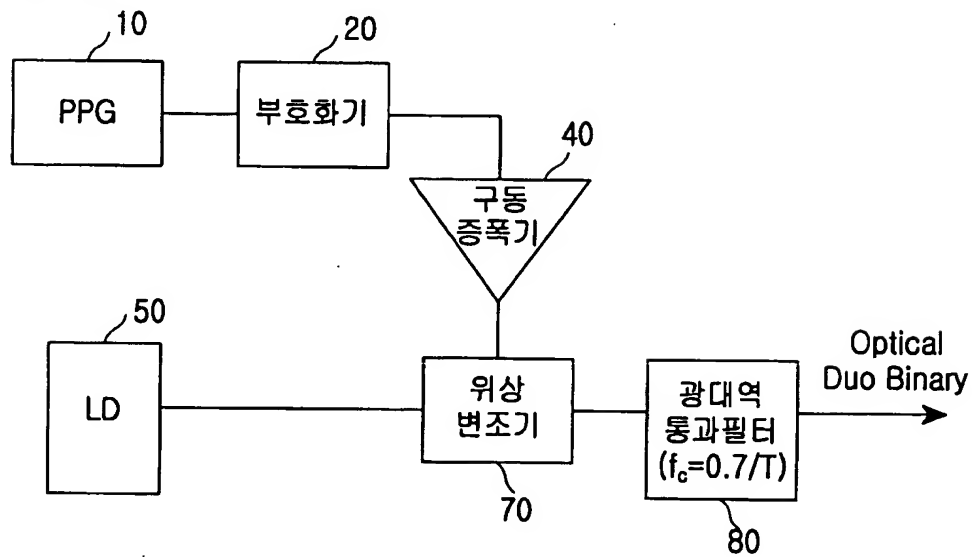 10
PPG
20
부호화기
40
구동
증폭기
50
LD
위상
변조기
70
광대역
통과필터
(fc=0.7/T)
80
Optical
Duo Binary